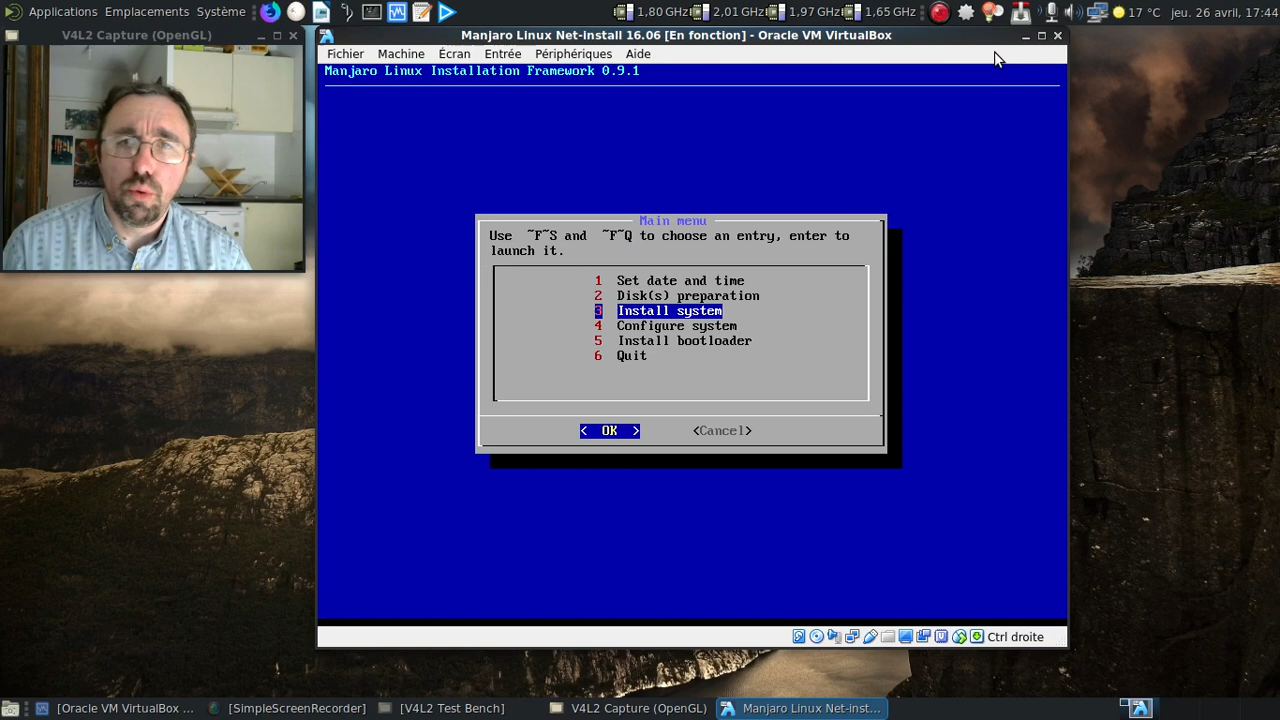 Applications Emplacements Système 1,80 GHz 2,01 GHz 1,97 GHz 1,65 GHz 17 °C jeu. 26 avril, 17:44
V4L2 Capture (OpenGL)
Manjaro Linux Net-install 16.06 [En fonction] - Oracle VM VirtualBox
Fichier Machine Écran Entrée Périphériques Aide
Manjaro Linux Installation Framework 0.9.1
Main menu
Use ~F~S and ~F~Q to choose an entry, enter to
launch it.
1 Set date and time
2 Disk(s) preparation
3 Install system
4 Configure system
5 Install bootloader
6 Quit
< OK > <Cancel>
Ctrl droite
[Oracle VM VirtualBox ... [SimpleScreenRecorder] [V4L2 Test Bench] V4L2 Capture (OpenGL) Manjaro Linux Net-inst...